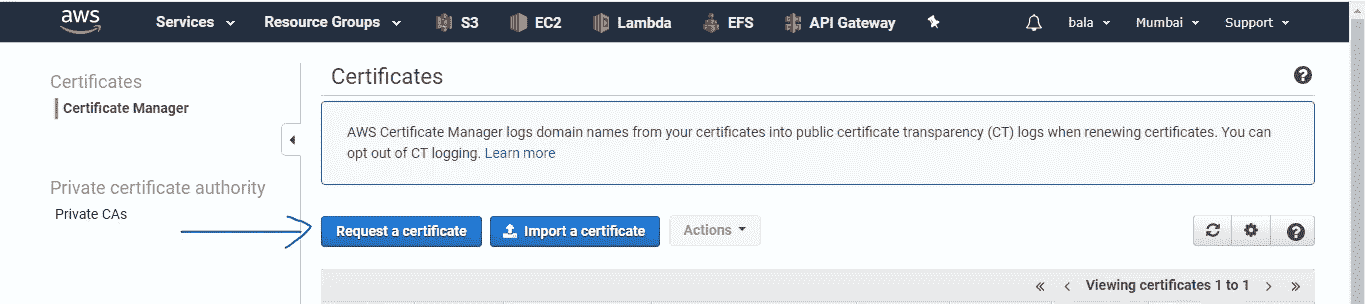 aws Services Resource Groups S3 EC2 Lambda EFS API Gateway bala Mumbai Support
Certificates
Certificate Manager
Private certificate authority
Private CAs
Certificates
AWS Certificate Manager logs domain names from your certificates into public certificate transparency (CT) logs when renewing certificates. You can
opt out of CT logging. Learn more
Request a certificate Import a certificate Actions
« ‹ Viewing certificates 1 to 1 › »